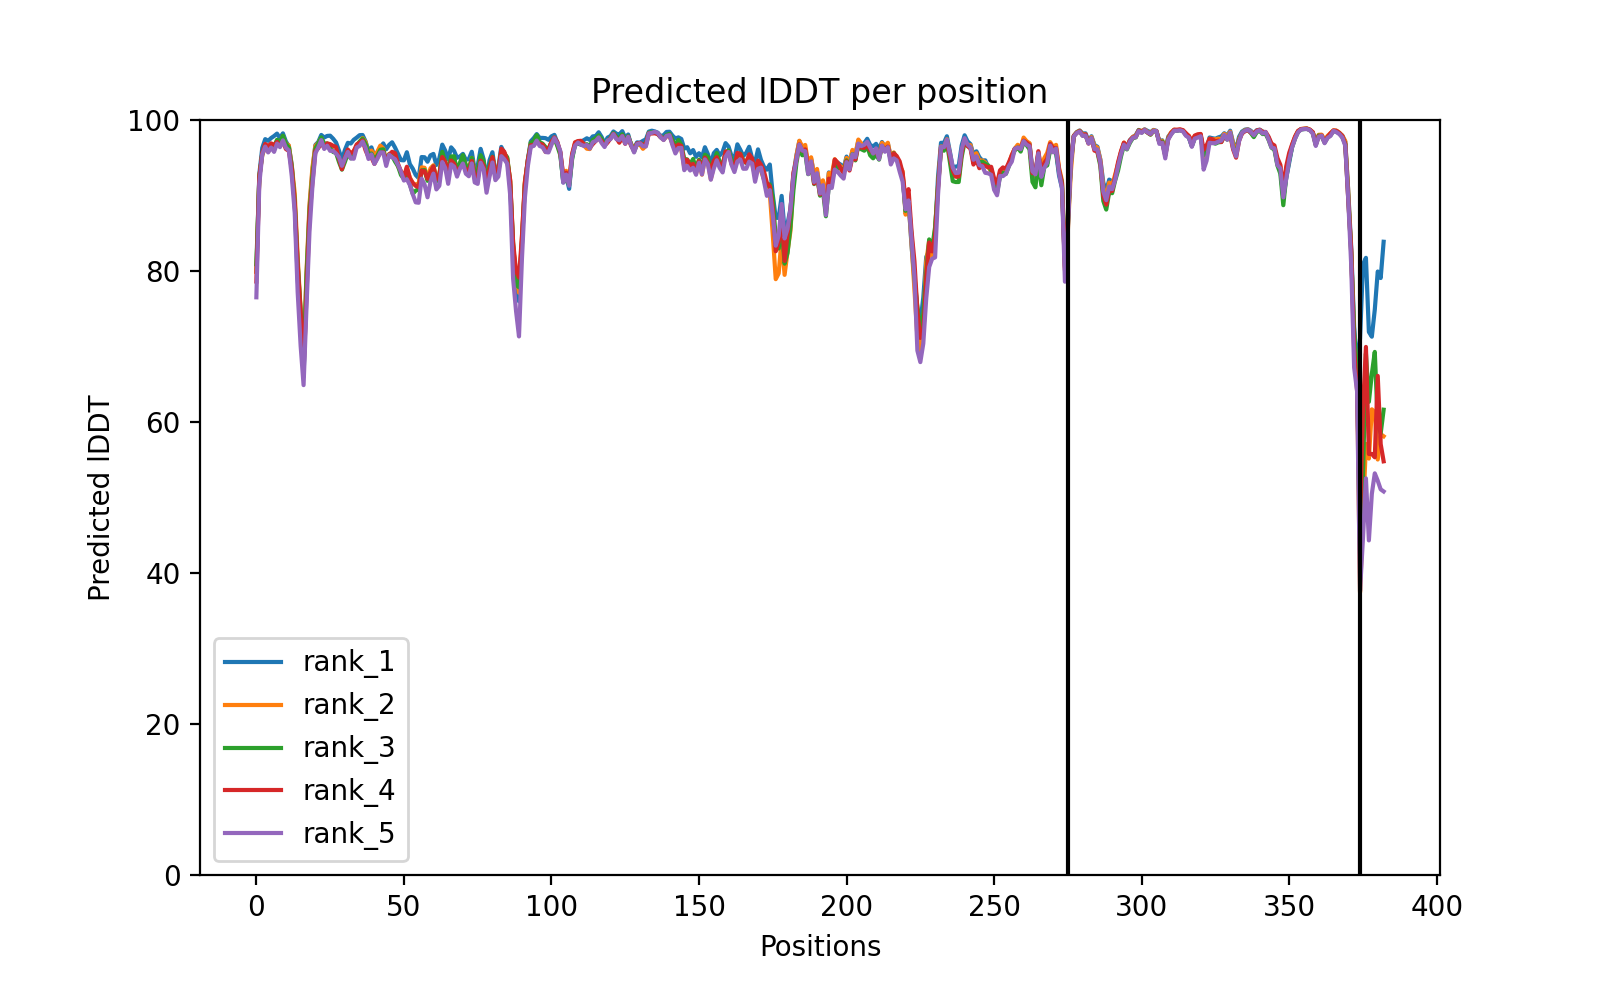 Predicted lDDT per position
100
80
60
40
20
0
Predicted lDDT
rank_1
rank_2
rank_3
rank_4
rank_5
0 50 100 150 200 250 300 350 400
Positions